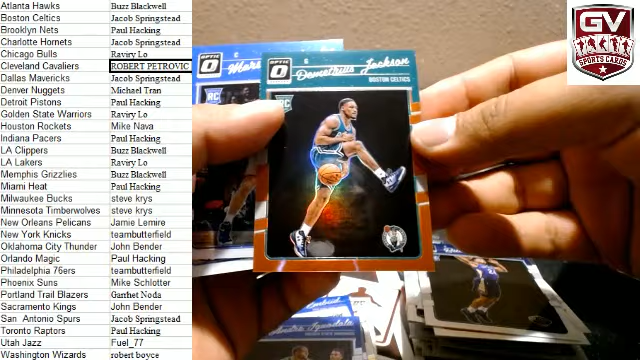 Atlanta Hawks Buzz Blackwell
Boston Celtics Jacob Springstead
Brooklyn Nets Paul Hacking
Charlotte Hornets Jacob Springstead
Chicago Bulls Raviry Lo
Cleveland Cavaliers ROBERT PETROVIC
Dallas Mavericks Jacob Springstead
Denver Nuggets Michael Tran
Detroit Pistons Paul Hacking
Golden State Warriors Raviry Lo
Houston Rockets Mike Nava
Indiana Pacers Paul Hacking
LA Clippers Buzz Blackwell
LA Lakers Raviry Lo
Memphis Grizzlies Buzz Blackwell
Miami Heat Paul Hacking
Milwaukee Bucks steve krys
Minnesota Timberwolves steve krys
New Orleans Pelicans Jamie Lemire
New York Knicks teambutterfield
Oklahoma City Thunder John Bender
Orlando Magic Paul Hacking
Philadelphia 76ers teambutterfield
Phoenix Suns Mike Schlotter
Portland Trail Blazers Garrhet Noda
Sacramento Kings John Bender
San Antonio Spurs Jacob Springstead
Toronto Raptors Paul Hacking
Utah Jazz Fuel_77
Washington Wizards robert boyce
OPTIC
C
RC
OPTIC
G
Demetrius Jackson
BOSTON CELTICS
RC
GV
SPORTS CARDS